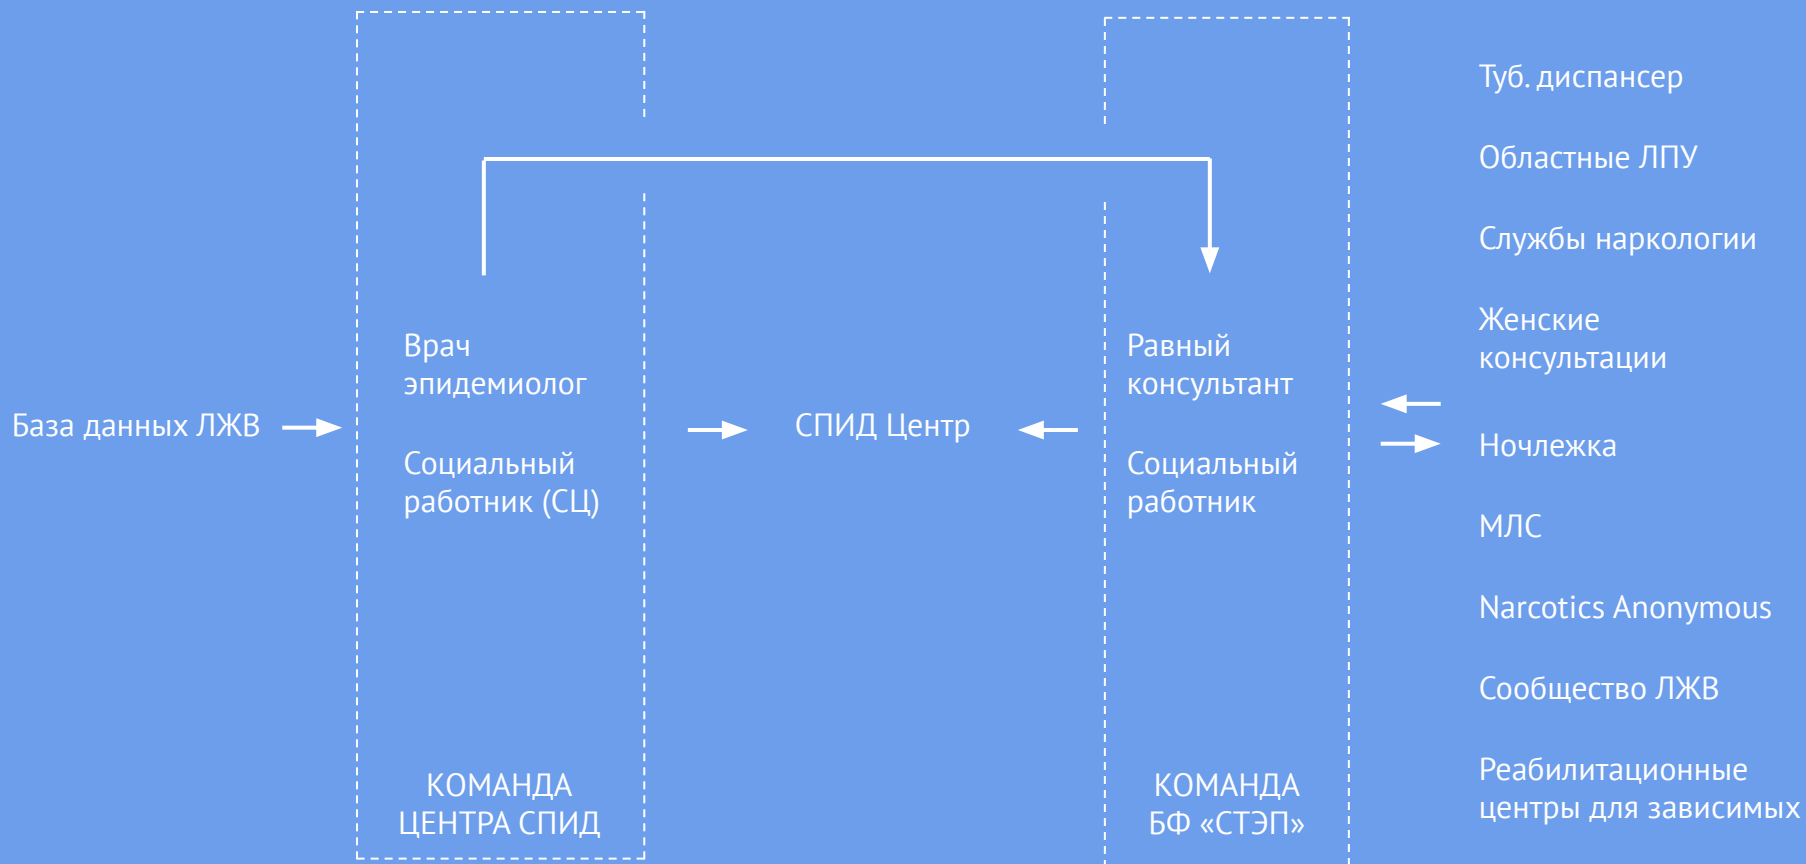 База данных ЛЖВ
Врач
эпидемиолог
Социальный
работник (СЦ)
КОМАНДА
ЦЕНТРА СПИД
СПИД Центр
Равный
консультант
Социальный
работник
КОМАНДА
БФ «СТЭП»
Туб. диспансер
Областные ЛПУ
Службы наркологии
Женские
консультации
Ночлежка
МЛС
Narcotics Anonymous
Сообщество ЛЖВ
Реабилитационные
центры для зависимых